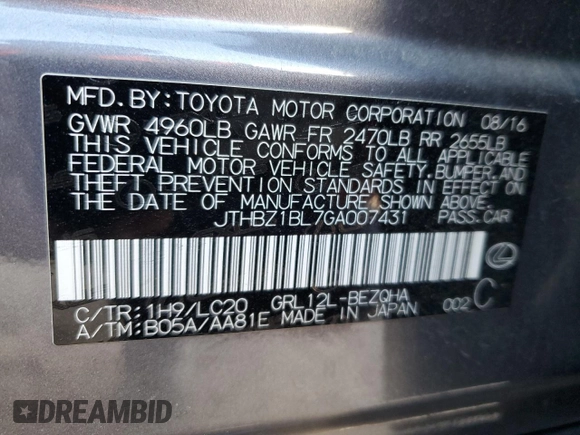 MFD. BY: TOYOTA MOTOR CORPORATION 08/16
GVWR 4960LB GAWR FR 2470LB RR 2655LB
THIS VEHICLE CONFORMS TO ALL APPLICABLE
FEDERAL MOTOR VEHICLE SAFETY, BUMPER, AND
THEFT PREVENTION STANDARDS IN EFFECT ON
THE DATE OF MANUFACTURE SHOWN ABOVE.
JTHBZ1BL7GA007431 PASS. CAR
C/TR: 1H9/LC20 GRL12L-BEZQHA 002 C
A/TM: B05A/AA81E MADE IN JAPAN
DREAMBID